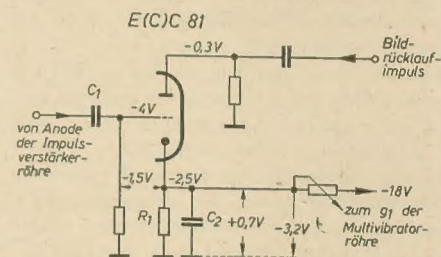 E(C)C 81
-0,3V
Bild-
rücklauf-
impuls
C1
-4V
von Anode
der Impuls-
verstärker-
röhre
-1,5V
-2,5V
-18V
R1
C2
+0,7V
-3,2V
zum g1 der
Multivibrator-
röhre